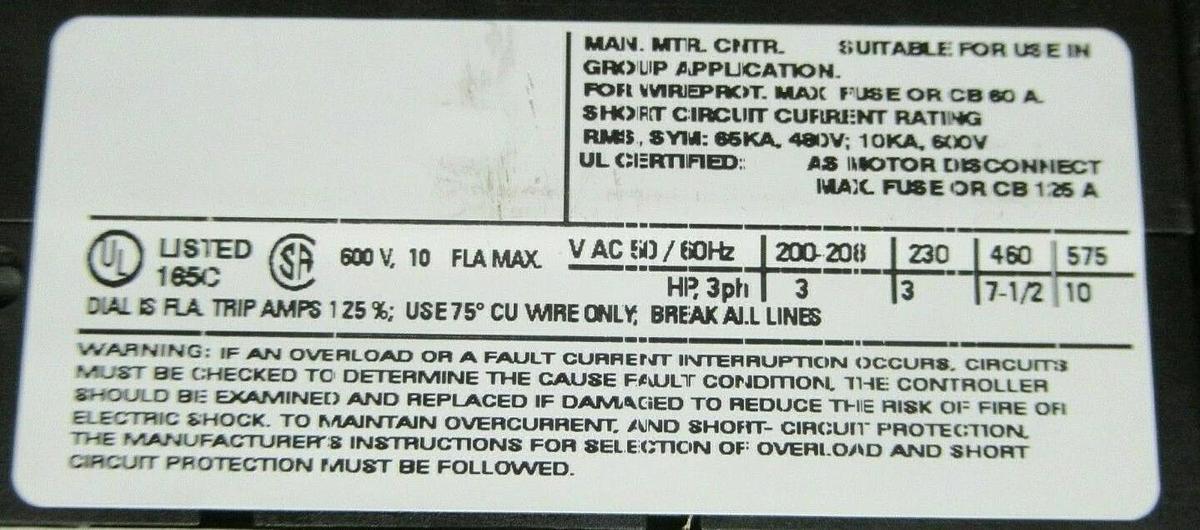 MAN. MTR. CNTR. SUITABLE FOR USE IN
GROUP APPLICATION.
FOR WIREPROT. MAX FUSE OR CB 60 A.
SHORT CIRCUIT CURRENT RATING
RMS, SYM: 65KA, 480V; 10KA, 600V
UL CERTIFIED: AS MOTOR DISCONNECT
MAX. FUSE OR CB 125 A
UL LISTED
165C
SA 600 V, 10 FLA MAX.
V AC 50 / 60Hz 200-208 230 460 575
HP, 3ph 3 3 7-1/2 10
DIAL IS FLA. TRIP AMPS 125 %; USE 75° CU WIRE ONLY; BREAK ALL LINES
WARNING: IF AN OVERLOAD OR A FAULT CURRENT INTERRUPTION OCCURS, CIRCUITS
MUST BE CHECKED TO DETERMINE THE CAUSE FAULT CONDITION, THE CONTROLLER
SHOULD BE EXAMINED AND REPLACED IF DAMAGED TO REDUCE THE RISK OF FIRE OR
ELECTRIC SHOCK. TO MAINTAIN OVERCURRENT, AND SHORT- CIRCUIT PROTECTION,
THE MANUFACTURER'S INSTRUCTIONS FOR SELECTION OF OVERLOAD AND SHORT
CIRCUIT PROTECTION MUST BE FOLLOWED.